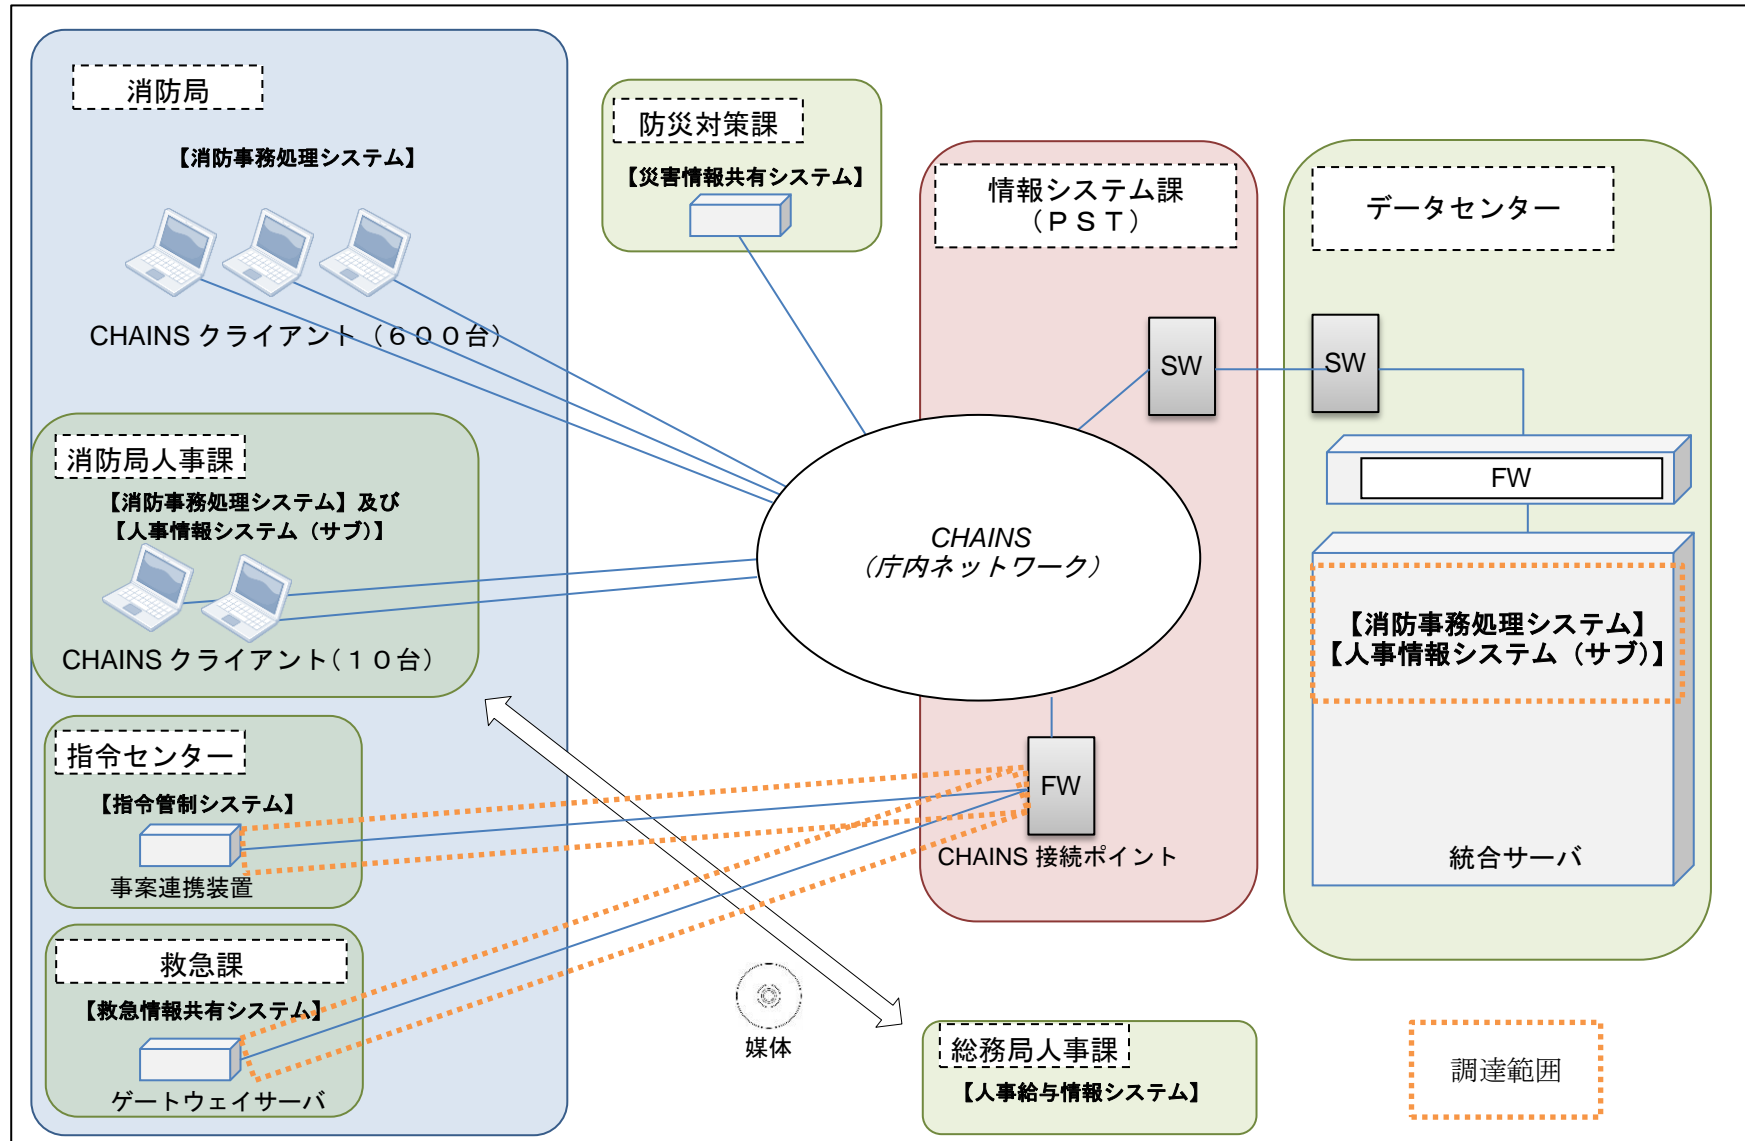 消防局
【消防事務処理システム】
CHAINS クライアント（６００台）
消防局人事課
【消防事務処理システム】及び
【人事情報システム（サブ）】
CHAINS クライアント（１０台）
指令センター
【指令管制システム】
事案連携装置
救急課
【救急情報共有システム】
ゲートウェイサーバ
防災対策課
【災害情報共有システム】
情報システム課
（ＰＳＴ）
SW
CHAINS
（庁内ネットワーク）
FW
CHAINS 接続ポイント
データセンター
SW
FW
【消防事務処理システム】
【人事情報システム（サブ）】
統合サーバ
媒体
総務局人事課
【人事給与情報システム】
調達範囲